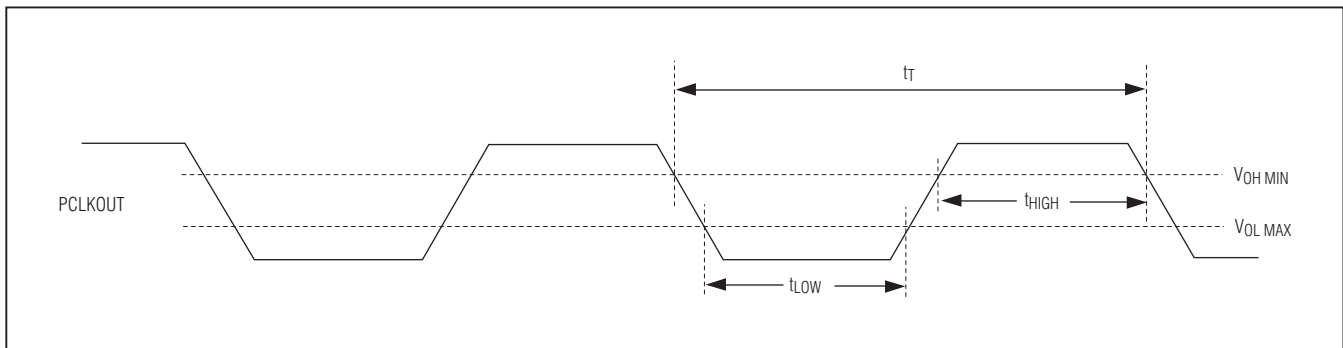 tT
VOH MIN
PCLKOUT
tHIGH
VOL MAX
tLOW